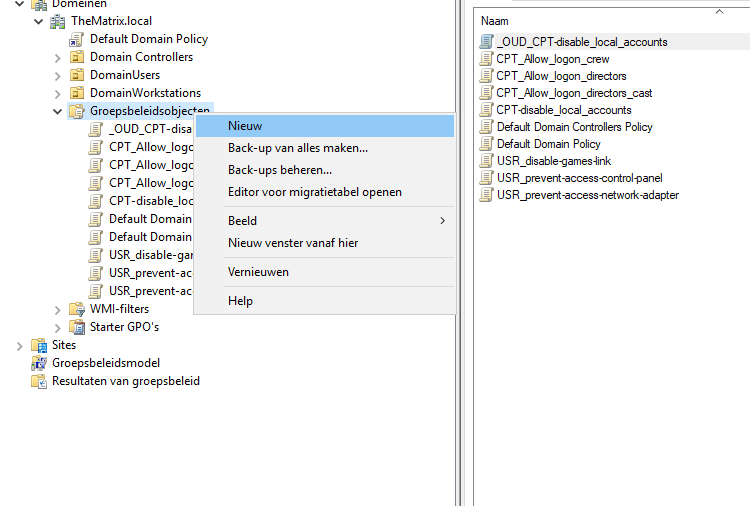 Domeinen
TheMatrix.local
Default Domain Policy
Domain Controllers
DomainUsers
DomainWorkstations
Groepsbeleidsobjecten
_OUD_CPT-disa
CPT_Allow_logo
CPT_Allow_logo
CPT_Allow_logo
CPT-disable_loc
Default Domain
Default Domain
USR_disable-gam
USR_prevent-acc
USR_prevent-acc
WMI-filters
Starter GPO's
Sites
Groepsbeleidsmodel
Resultaten van groepsbeleid
Nieuw
Back-up van alles maken...
Back-ups beheren...
Editor voor migratietabel openen
Beeld
Nieuw venster vanaf hier
Vernieuwen
Help
Naam
_OUD_CPT-disable_local_accounts
CPT_Allow_logon_crew
CPT_Allow_logon_directors
CPT_Allow_logon_directors_cast
CPT-disable_local_accounts
Default Domain Controllers Policy
Default Domain Policy
USR_disable-games-link
USR_prevent-access-control-panel
USR_prevent-access-network-adapter